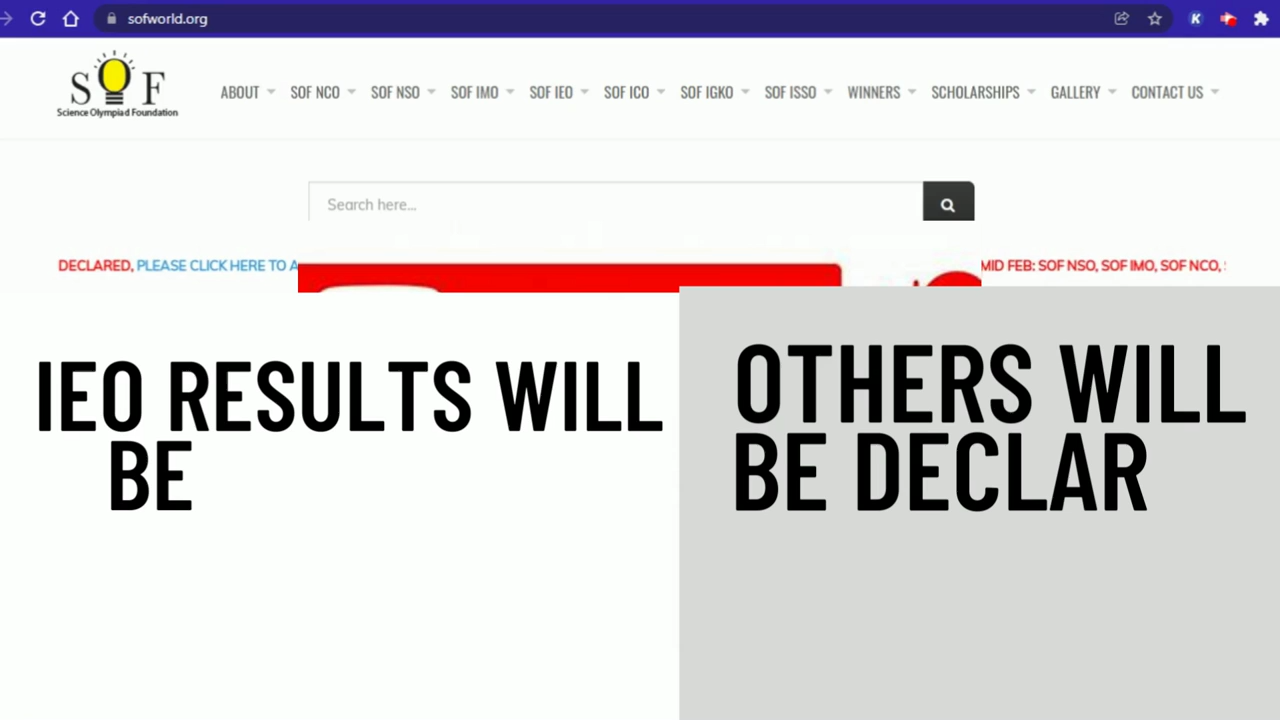 sofworld.org
K
SOF
Science Olympiad Foundation
ABOUT SOF NCO SOF NSO SOF IMO SOF IEO SOF ICO SOF IGKO SOF ISSO WINNERS SCHOLARSHIPS GALLERY CONTACT US
Search here...
DECLARED, PLEASE CLICK HERE TO A
MID FEB: SOF NSO, SOF IMO, SOF NCO,
IEO RESULTS WILL
BE
OTHERS WILL
BE DECLAR